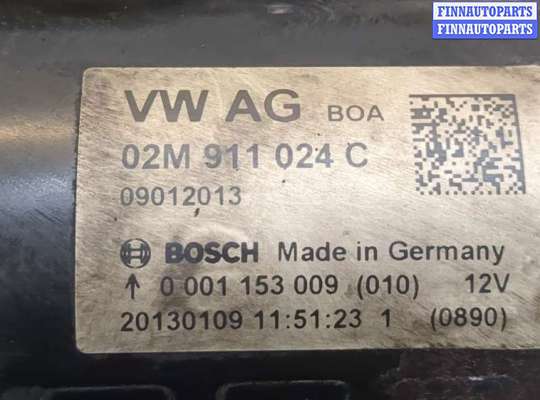 FINNAUTOPARTS
FINNAUTOPARTS
VW AG BOA
02M 911 024 C
09012013
BOSCH Made in Germany
↑ 0 001 153 009 (010) 12V
20130109 11:51:23 1 (0890)